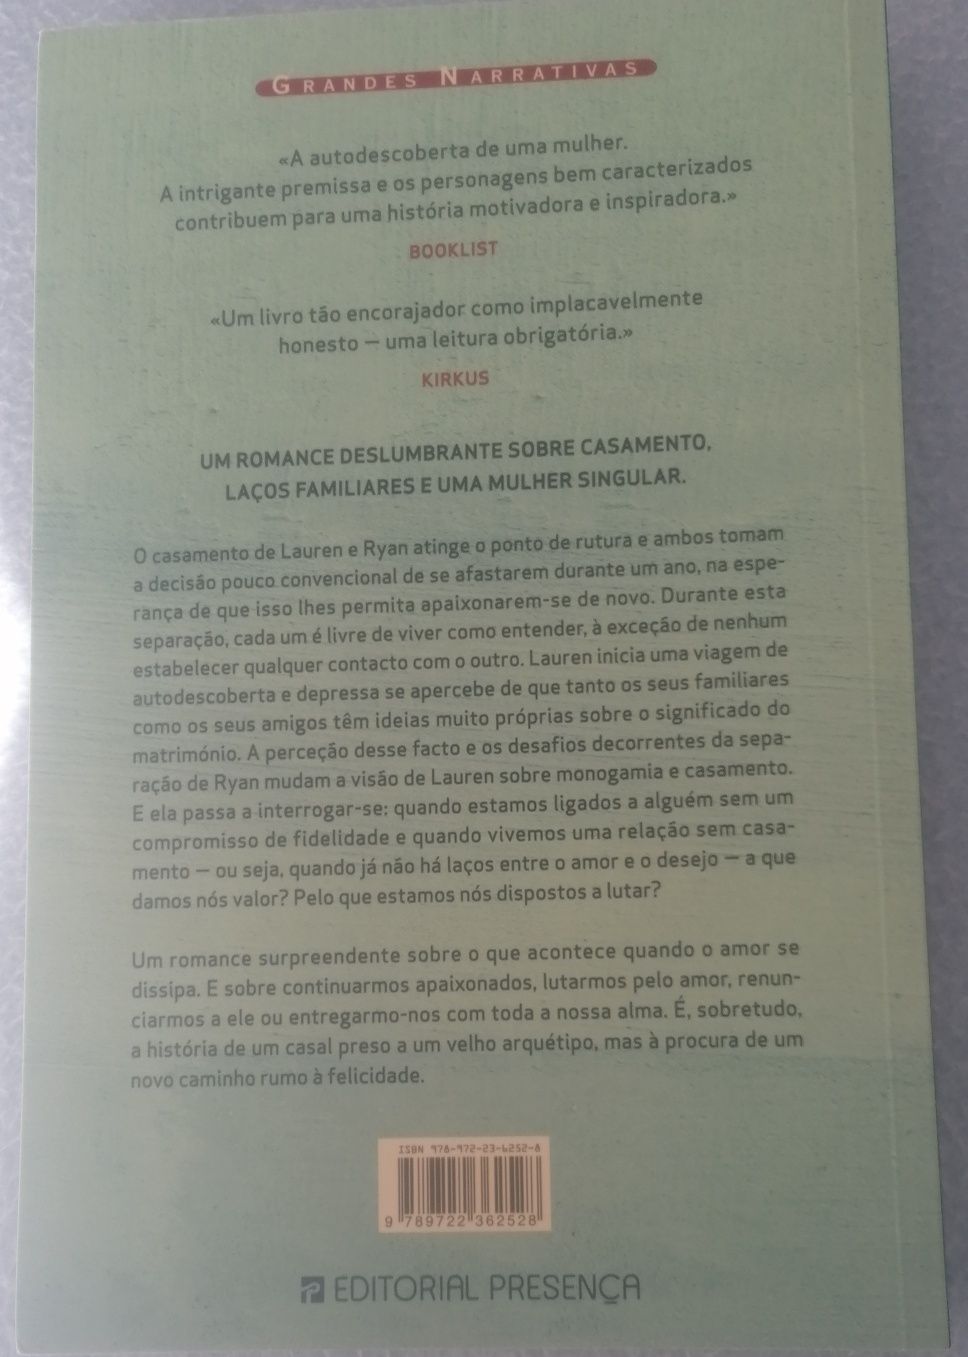 GRANDES NARRATIVAS
«A autodescoberta de uma mulher.
A intrigante premissa e os personagens bem caracterizados
contribuem para uma história motivadora e inspiradora.»
BOOKLIST
«Um livro tão encorajador como implacavelmente
honesto — uma leitura obrigatória.»
KIRKUS
UM ROMANCE DESLUMBRANTE SOBRE CASAMENTO,
LAÇOS FAMILIARES E UMA MULHER SINGULAR.
O casamento de Lauren e Ryan atinge o ponto de rutura e ambos tomam
a decisão pouco convencional de se afastarem durante um ano, na espe-
rança de que isso lhes permita apaixonarem-se de novo. Durante esta
separação, cada um é livre de viver como entender, à exceção de nenhum
estabelecer qualquer contacto com o outro. Lauren inicia uma viagem de
autodescoberta e depressa se apercebe de que tanto os seus familiares
como os seus amigos têm ideias muito próprias sobre o significado do
matrimónio. A perceção desse facto e os desafios decorrentes da sepa-
ração de Ryan mudam a visão de Lauren sobre monogamia e casamento.
E ela passa a interrogar-se: quando estamos ligados a alguém sem um
compromisso de fidelidade e quando vivemos uma relação sem casa-
mento — ou seja, quando já não há laços entre o amor e o desejo — a que
damos nós valor? Pelo que estamos nós dispostos a lutar?
Um romance surpreendente sobre o que acontece quando o amor se
dissipa. E sobre continuarmos apaixonados, lutarmos pelo amor, renun-
ciarmos a ele ou entregarmo-nos com toda a nossa alma. É, sobretudo,
a história de um casal preso a um velho arquétipo, mas à procura de um
novo caminho rumo à felicidade.
ISBN 978-972-23-6252-8
9 789722 362528
EDITORIAL PRESENÇA